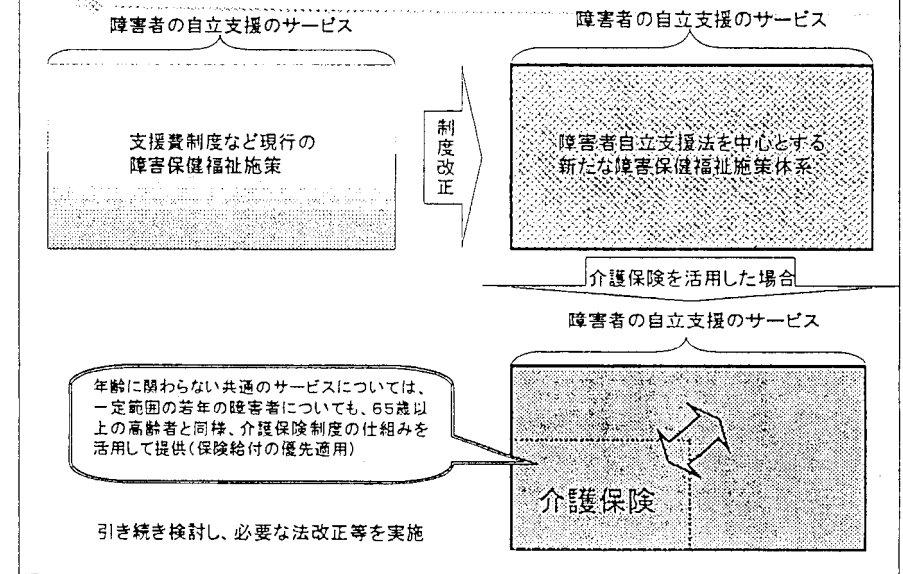 障害者の自立支援のサービス
障害者の自立支援のサービス
支援費制度など現行の
障害保健福祉施策
制度改正
障害者自立支援法を中心とする
新たな障害保健福祉施策体系
介護保険を活用した場合
障害者の自立支援のサービス
年齢に関わらない共通のサービスについては、
一定範囲の若年の障害者についても、65歳以
上の高齢者と同様、介護保険制度の仕組みを
活用して提供(保険給付の優先適用)
介護保険
引き続き検討し、必要な法改正等を実施